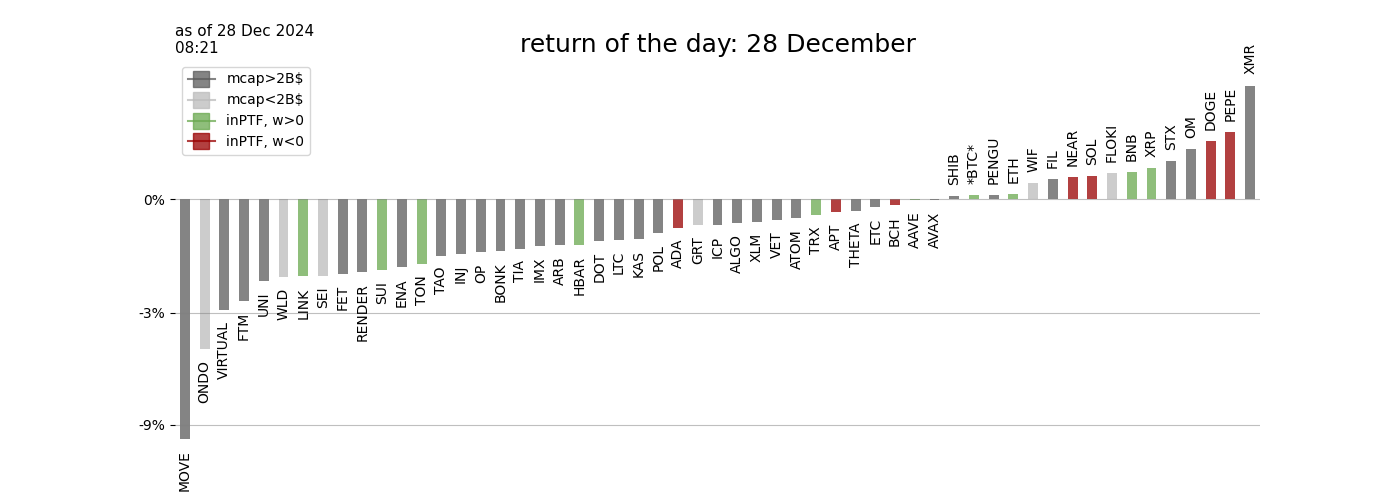 as of 28 Dec 2024
08:21
return of the day: 28 December
mcap>2B$
mcap<2B$
inPTF, w>0
inPTF, w<0
0%
-3%
-9%
MOVE
ONDO
VIRTUAL
FTM
UNI
WLD
LINK
SEI
FET
RENDER
SUI
ENA
TON
TAO
INJ
OP
BONK
TIA
IMX
ARB
HBAR
DOT
LTC
KAS
POL
ADA
GRT
ICP
ALGO
XLM
VET
ATOM
TRX
APT
THETA
ETC
BCH
AAVE
AVAX
SHIB
*BTC*
PENGU
ETH
WIF
FIL
NEAR
SOL
FLOKI
BNB
XRP
STX
OM
DOGE
PEPE
XMR